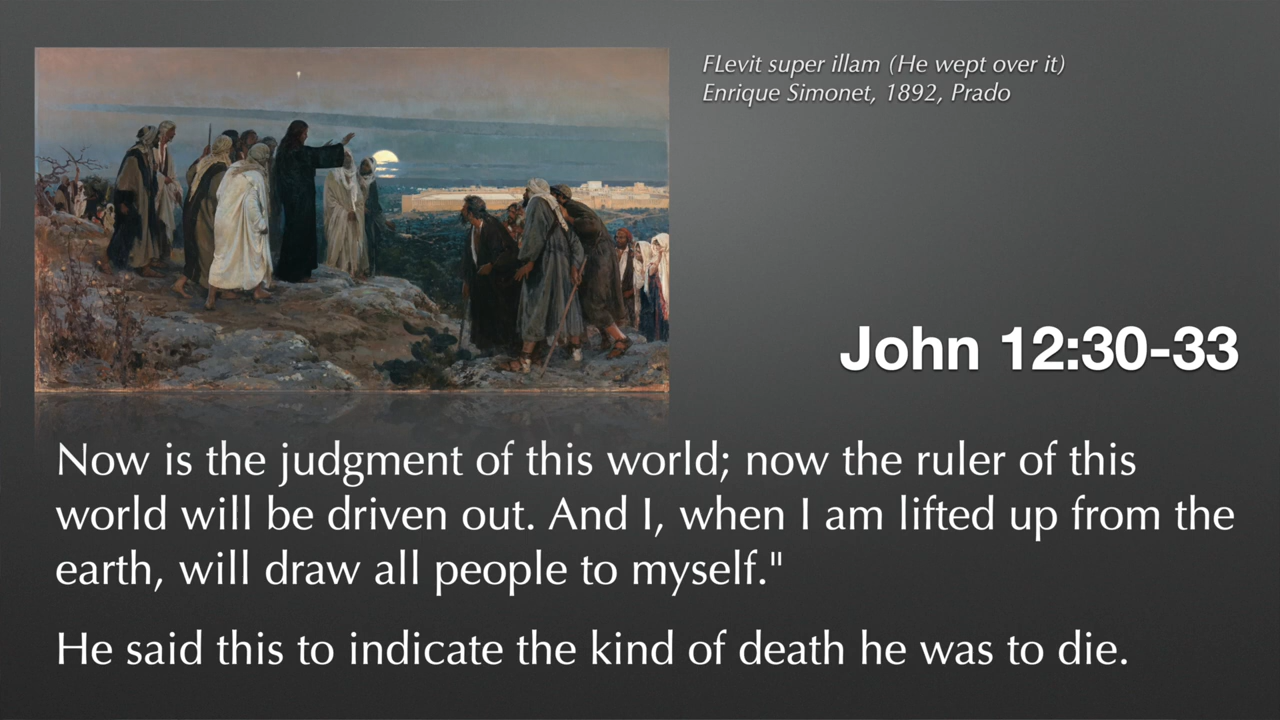 FLevit super illam (He wept over it)
Enrique Simonet, 1892, Prado
John 12:30-33
Now is the judgment of this world; now the ruler of this
world will be driven out. And I, when I am lifted up from the
earth, will draw all people to myself."
He said this to indicate the kind of death he was to die.